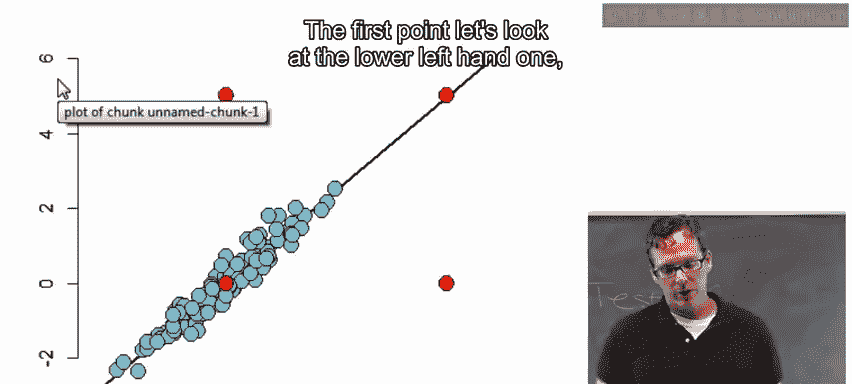 The first point let's look
at the lower left hand one,
6
plot of chunk unnamed-chunk-1
4
2
0
-2
Test